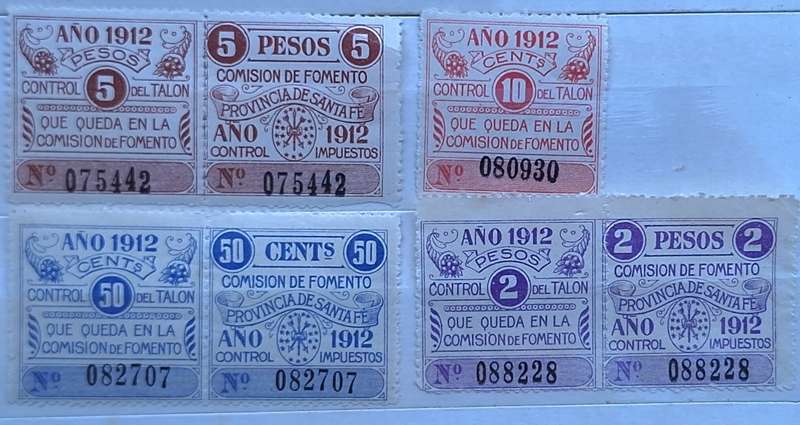 AÑO 1912
PESOS
CONTROL 5 DEL TALON
QUE QUEDA EN LA
COMISION DE FOMENTO
Nº 075442
5 PESOS 5
COMISION DE FOMENTO
PROVINCIA DE SANTA FÉ
AÑO 1912
CONTROL IMPUESTOS
Nº 075442
AÑO 1912
CENTS
CONTROL 10 DEL TALON
QUE QUEDA EN LA
COMISION DE FOMENTO
Nº 080930
AÑO 1912
CENTS
CONTROL 50 DEL TALON
QUE QUEDA EN LA
COMISION DE FOMENTO
Nº 082707
50 CENTS 50
COMISION DE FOMENTO
PROVINCIA DE SANTA FÉ
AÑO 1912
CONTROL IMPUESTOS
Nº 082707
AÑO 1912
PESOS
CONTROL 2 DEL TALON
QUE QUEDA EN LA
COMISION DE FOMENTO
Nº 088228
2 PESOS 2
COMISION DE FOMENTO
PROVINCIA DE SANTA FÉ
AÑO 1912
CONTROL IMPUESTOS
Nº 088228